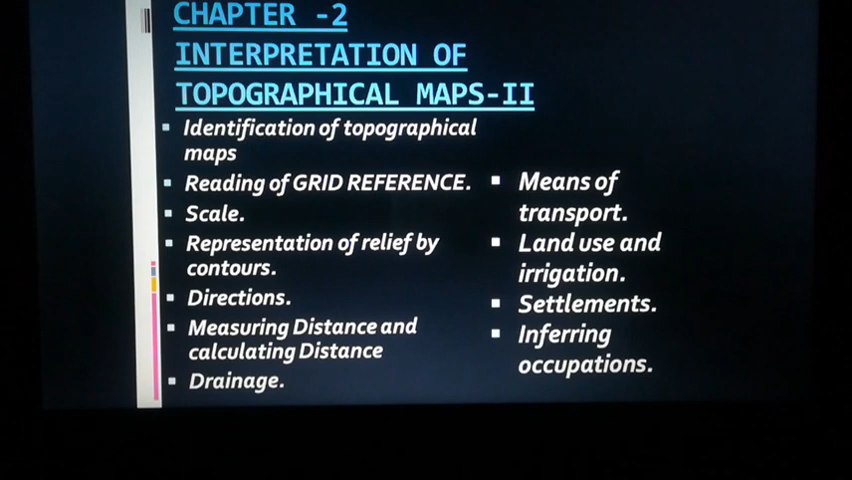 CHAPTER -2
INTERPRETATION OF
TOPOGRAPHICAL MAPS-II
Identification of topographical
maps
Reading of GRID REFERENCE.
Scale.
Representation of relief by
contours.
Directions.
Measuring Distance and
calculating Distance
Drainage.
Means of
transport.
Land use and
irrigation.
Settlements.
Inferring
occupations.